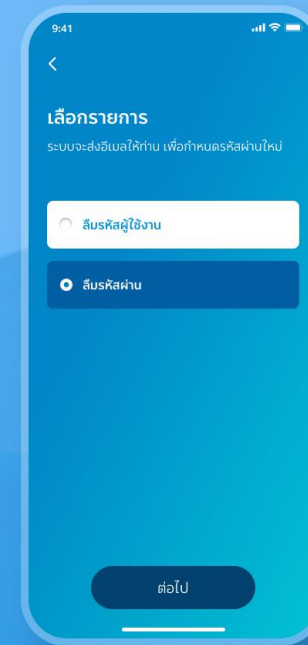 9:41
เลือกรายการ
ระบบจะส่งอีเมลให้ท่าน เพื่อกำหนดรหัสผ่านใหม่
ลืมรหัสผู้ใช้งาน
ลืมรหัสผ่าน
ต่อไป